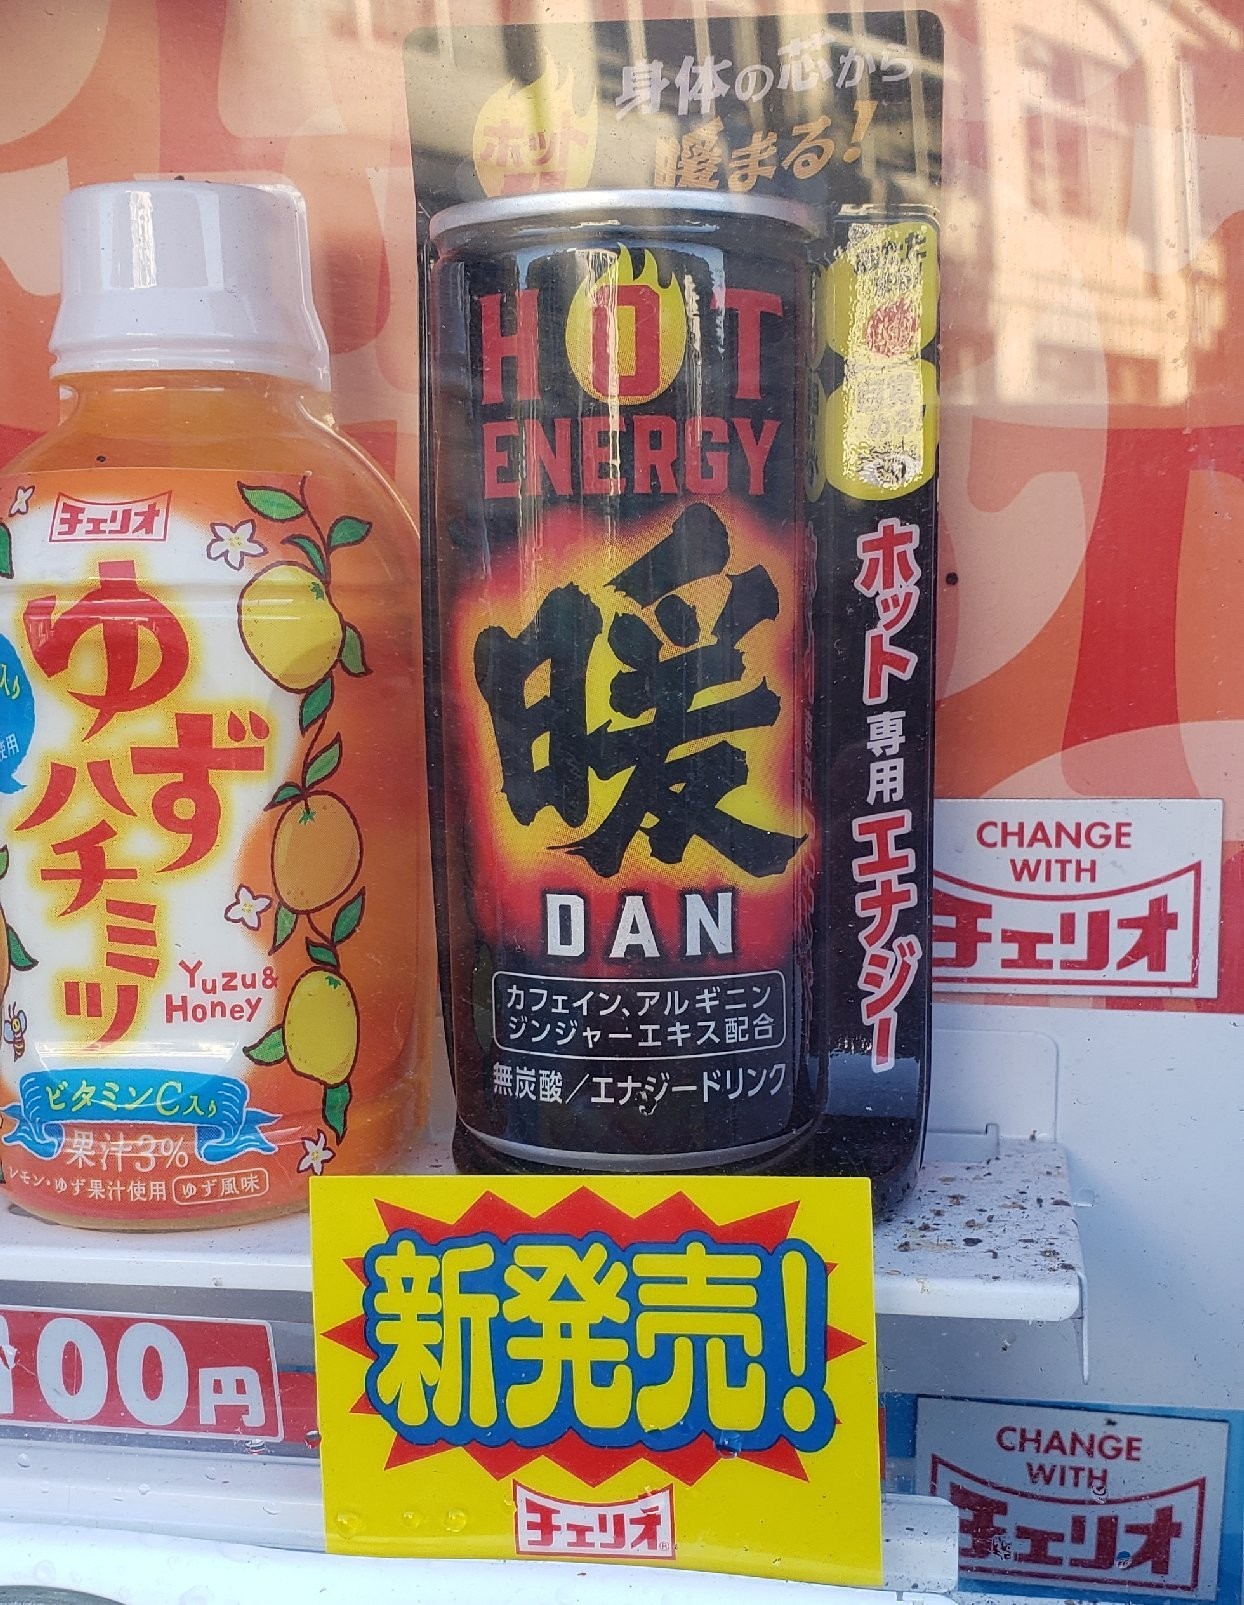 身体の芯から
暖まる!
ホット
HOT
ENERGY
暖
DAN
カフェイン、アルギニン
ジンジャーエキス配合
無炭酸/エナジードリンク
ホット専用エナジー
チェリオ
ゆず
ハチミツ
Yuzu&
Honey
ビタミンC入り
果汁3%
レモン・ゆず果汁使用 ゆず風味
入り
使用
CHANGE
WITH
チェリオ
100円
新発売!
チェリオ
CHANGE
WITH
チェリオ